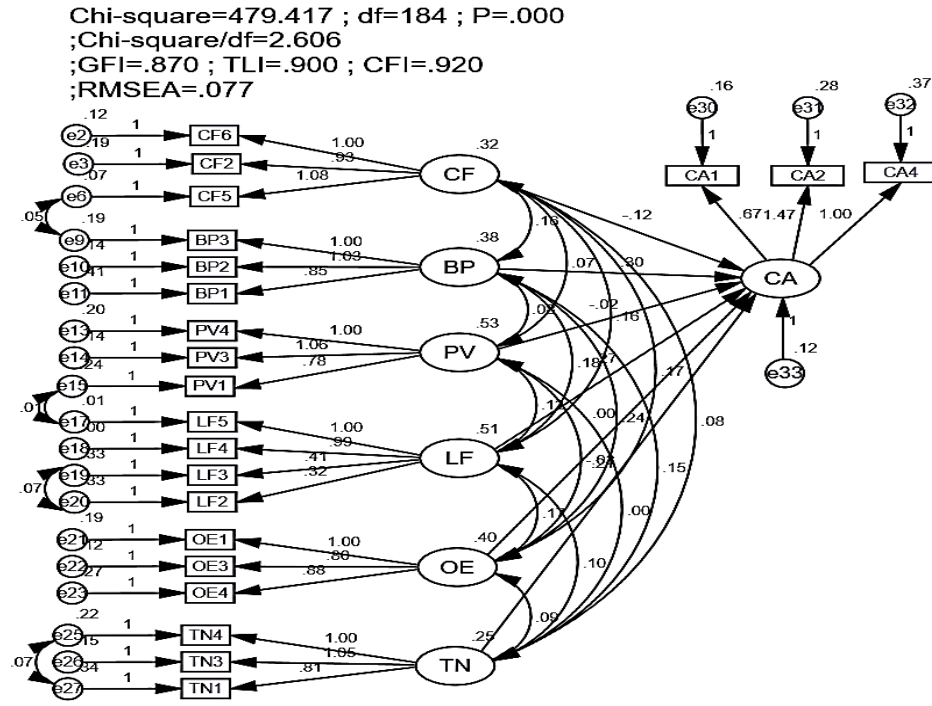 Chi-square=479.417 ; df=184 ; P=.000
;Chi-square/df=2.606
;GFI=.870 ; TLI=.900 ; CFI=.920
;RMSEA=.077
.16 .28 .37
e30 e31 e32
1 1 1
CA1 CA2 CA4
.67 1.47 1.00
CA
1
.12
e33
.12
e2 1 CF6 1.00
.19
e3 1 CF2 .93
.07
e6 1 CF5 1.08
CF .32
.05
.19
e9 1 BP3 1.00
.14
e10 1 BP2 1.03
e11 1 BP1 .85
BP .38
.20
e13 1 PV4 1.00
.14
e14 1 PV3 1.06
.24
e15 1 PV1 .78
PV .53
.01
.01
e17 1 LF5 1.00
.00
e18 1 LF4 .99
.33
e19 1 LF3 .41
.33
e20 1 LF2 .32
LF .51
.07
.19
e21 1 OE1 1.00
.12
e22 1 OE3 .80
.27
e23 1 OE4 .88
OE .40
.22
e25 1 TN4 1.00
.15
e26 1 TN3 1.05
e27 1 TN1 .81
TN .25
.07
-.12
.16
.07 .30
-.02
.16
.18
.17
.00 .24 .08
.15
.00
.10
.09